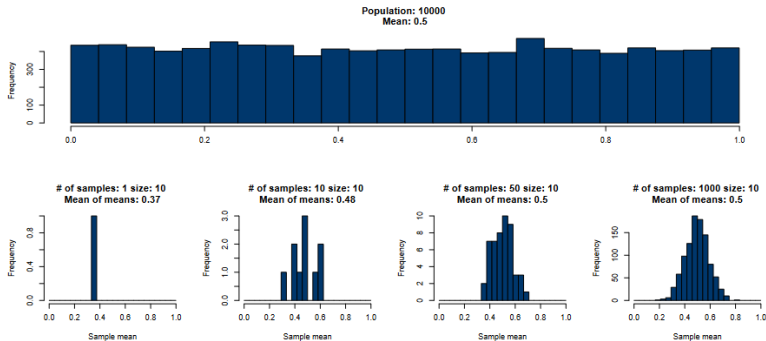 Population: 10000
Mean: 0.5
Frequency
0 100 300
0.0 0.2 0.4 0.6 0.8 1.0
# of samples: 1 size: 10
Mean of means: 0.37
Frequency
0.0 0.4 0.8
0.0 0.2 0.4 0.6 0.8 1.0
Sample mean
# of samples: 10 size: 10
Mean of means: 0.48
Frequency
0.0 1.0 2.0 3.0
0.0 0.2 0.4 0.6 0.8 1.0
Sample mean
# of samples: 50 size: 10
Mean of means: 0.5
Frequency
0 2 4 6 8 10
0.0 0.2 0.4 0.6 0.8 1.0
Sample mean
# of samples: 1000 size: 10
Mean of means: 0.5
Frequency
0 50 100 150
0.0 0.2 0.4 0.6 0.8 1.0
Sample mean